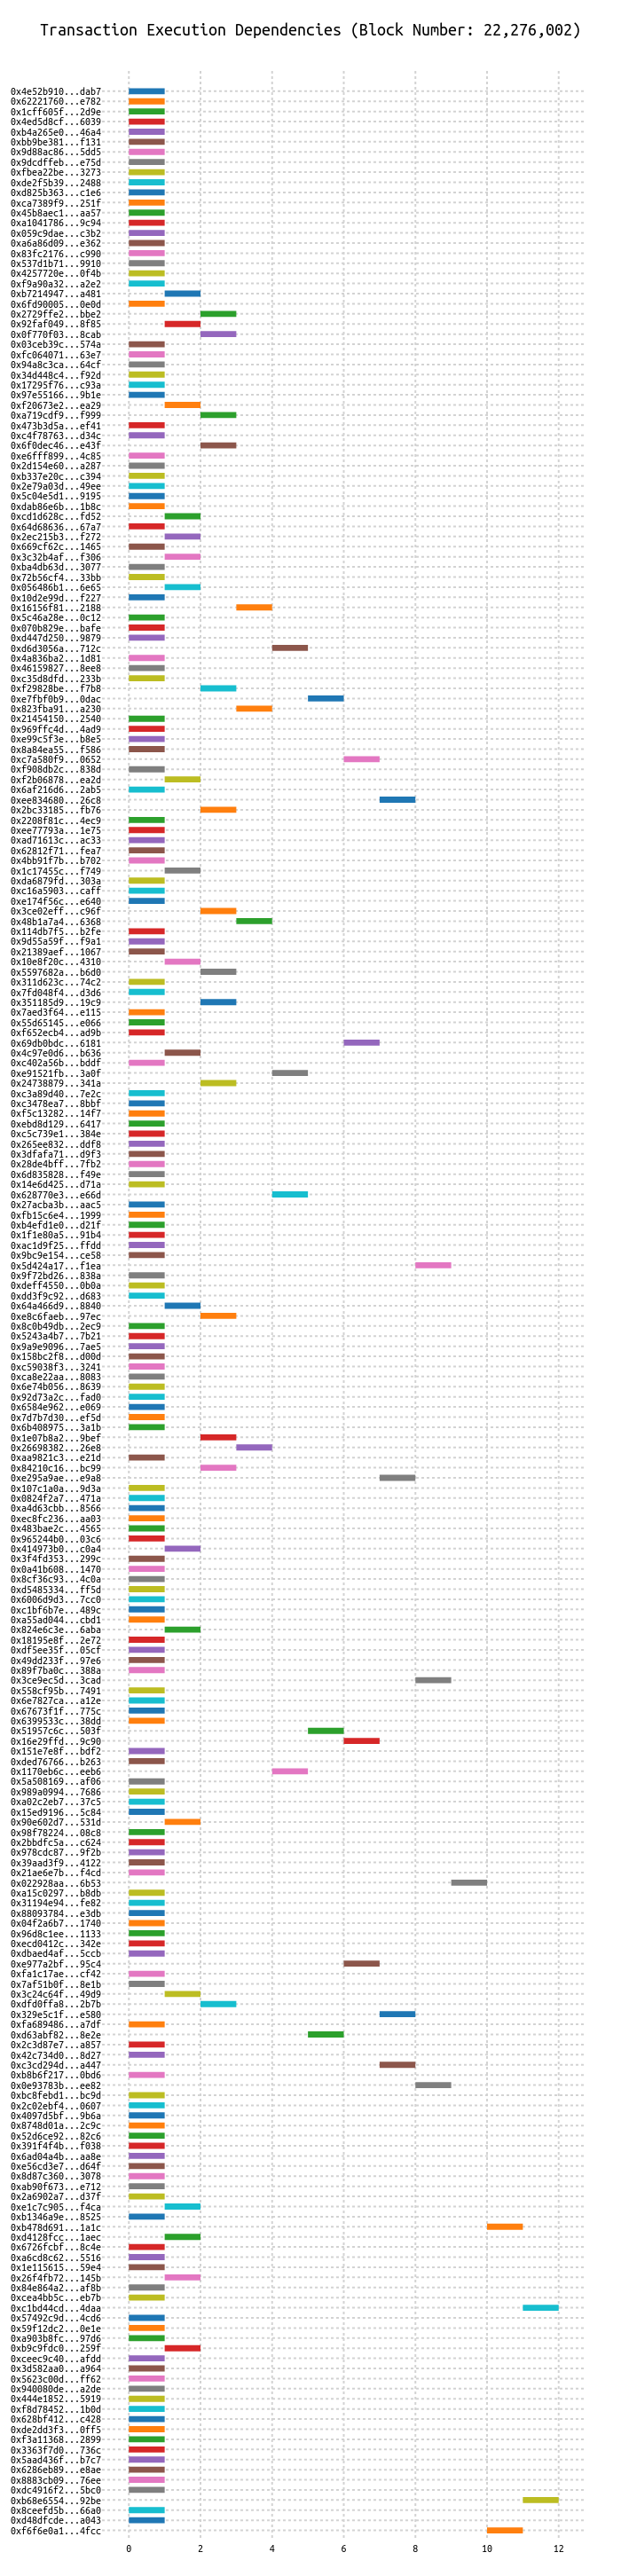 Transaction Execution Dependencies (Block Number: 22,276,002)
0x4e52b910...dab7
0x62221760...e782
0x1cff605f...2d9e
0x4ed5d8cf...6039
0xb4a265e0...46a4
0xbb9be381...f131
0x9d88ac86...5dd5
0x9dcdffeb...e75d
0xfbea22be...3273
0xde2f5b39...2488
0xd825b363...c1e6
0xca7389f9...251f
0x45b8aec1...aa57
0xa1041786...9c94
0x059c9dae...c3b2
0xa6a86d09...e362
0x83fc2176...c990
0x537d1b71...9910
0x4257720e...0f4b
0xf9a90a32...a2e2
0xb7214947...a481
0x6fd90005...0e0d
0x2729ffe2...bbe2
0x92faf049...8f85
0x0f770f03...8cab
0x03ceb39c...574a
0xfc064071...63e7
0x94a8c3ca...64cf
0x34d448c4...f92d
0x17295f76...c93a
0x97e55166...9b1e
0xf20673e2...ea29
0xa719cdf9...f999
0x473b3d5a...ef41
0xc4f78763...d34c
0x6f0dec46...e43f
0xe6fff899...4c85
0x2d154e60...a287
0xb337e20c...c394
0x2e79a03d...49ee
0x5c04e5d1...9195
0xdab86e6b...1b8c
0xcd1d628c...fd52
0x64d68636...67a7
0x2ec215b3...f272
0x669cf62c...1465
0x3c32b4af...f306
0xba4db63d...3077
0x72b56cf4...33bb
0x056486b1...6e65
0x10d2e99d...f227
0x16156f81...2188
0x5c46a28e...0c12
0x070b829e...bafe
0xd447d250...9879
0xd6d3056a...712c
0x4a836ba2...1d81
0x46159827...8ee8
0xc35d8dfd...233b
0xf29828be...f7b8
0xe7fbf0b9...0dac
0x823fba91...a230
0x21454150...2540
0x969ffc4d...4ad9
0xe99c5f3e...b8e5
0x8a84ea55...f586
0xc7a580f9...0652
0xf908db2c...838d
0xf2b06878...ea2d
0x6af216d6...2ab5
0xee834680...26c8
0x2bc33185...fb76
0x2208f81c...4ec9
0xee77793a...1e75
0xad71613c...ac33
0x62812f71...fea7
0x4bb91f7b...b702
0x1c17455c...f749
0xda6879fd...303a
0xc16a5903...caff
0xe174f56c...e640
0x3ce02eff...c96f
0x48b1a7a4...6368
0x114db7f5...b2fe
0x9d55a59f...f9a1
0x21389aef...1067
0x10e8f20c...4310
0x5597682a...b6d0
0x311d623c...74c2
0x7fd048f4...d3d6
0x351185d9...19c9
0x7aed3f64...e115
0x55d65145...e066
0xf652ecb4...ad9b
0x69db0bdc...6181
0x4c97e0d6...b636
0xc402a56b...bddf
0xe91521fb...3a0f
0x24738879...341a
0xc3a89d40...7e2c
0xc3478ea7...8bbf
0xf5c13282...14f7
0xebd8d129...6417
0xc5c739e1...384e
0x265ee832...ddf8
0x3dfafa71...d9f3
0x28de4bff...7fb2
0x6d835828...f49e
0x14e6d425...d71a
0x628770e3...e66d
0x27acba3b...aac5
0xfb15c6e4...1999
0xb4efd1e0...d21f
0x1f1e80a5...91b4
0xac1d9f25...ffdd
0x9bc9e154...ce58
0x5d424a17...f1ea
0x9f72bd26...838a
0xdeff4550...0b0a
0xdd3f9c92...d683
0x64a466d9...8840
0xe8c6faeb...97ec
0x8c0b49db...2ec9
0x5243a4b7...7b21
0x9a9e9096...7ae5
0x158bc2f8...d00d
0xc59038f3...3241
0xca8e22aa...8083
0x6e74b056...8639
0x92d73a2c...fad0
0x6584e962...e069
0x7d7b7d30...ef5d
0x6b408975...3a1b
0x1e07b8a2...9bef
0x26698382...26e8
0xaa9821c3...e21d
0x84210c16...bc99
0xe295a9ae...e9a8
0x107c1a0a...9d3a
0x0824f2a7...471a
0xa4d63cbb...8566
0xec8fc236...aa03
0x483bae2c...4565
0x965244b0...03c6
0x414973b0...c0a4
0x3f4fd353...299c
0x0a41b608...1470
0x8cf36c93...4c0a
0xd5485334...ff5d
0x6006d9d3...7cc0
0xc1bf6b7e...489c
0xa55ad044...cbd1
0x824e6c3e...6aba
0x18195e8f...2e72
0xdf5ee35f...05cf
0x49dd233f...97e6
0x89f7ba0c...388a
0x3ce9ec5d...3cad
0x558cf95b...7491
0x6e7827ca...a12e
0x67673f1f...775c
0x6399533c...38dd
0x51957c6c...503f
0x16e29ffd...9c90
0x151e7e8f...bdf2
0xded76766...b263
0x1170eb6c...eeb6
0x5a508169...af06
0x989a0994...7686
0xa02c2eb7...37c5
0x15ed9196...5c84
0x90e602d7...531d
0x98f78224...08c8
0x2bbdfc5a...c624
0x978cdc87...9f2b
0x39aad3f9...4122
0x21ae6e7b...f4cd
0x022928aa...6b53
0xa15c0297...b8db
0x31194e94...fe82
0x88093784...e3db
0x04f2a6b7...1740
0x96d8c1ee...1133
0xecd0412c...342e
0xdbaed4af...5ccb
0xe977a2bf...95c4
0xfa1c17ae...cf42
0x7af51b0f...8e1b
0x3c24c64f...49d9
0xdfd0ffa8...2b7b
0x329e5c1f...e580
0xfa689486...a7df
0xd63abf82...8e2e
0x2c3d87e7...a857
0x42c734d0...8d27
0xc3cd294d...a447
0xb8b6f217...0bd6
0x0e93783b...ee82
0xbc8febd1...bc9d
0x2c02ebf4...0607
0x4097d5bf...9b6a
0x8748d01a...2c9c
0x52d6ce92...82c6
0x391f4f4b...f038
0x6ad04a4b...aa8e
0xe56cd3e7...d64f
0x8d87c360...3078
0xab90f673...e712
0x2a6902a7...d37f
0xe1c7c905...f4ca
0xb1346a9e...8525
0xb478d691...1a1c
0xd4128fcc...1aec
0x6726fcbf...8c4e
0xa6cd8c62...5516
0x1e115615...59e4
0x26f4fb72...145b
0x84e864a2...af8b
0xcea4bb5c...eb7b
0xc1bd44cd...4daa
0x57492c9d...4cd6
0x59f12dc2...0e1e
0xa903b8fc...97d6
0xb9c9fdc0...259f
0xceec9c40...afdd
0x3d582aa0...a964
0x5623c00d...ff62
0x940080de...a2de
0x444e1852...5919
0xf8d78452...1b0d
0x628bf412...c428
0xde2dd3f3...0ff5
0xf3a11368...2899
0x3363f7d0...736c
0x5aad436f...b7c7
0x6286eb89...e8ae
0x8883cb09...76ee
0xdc4916f2...5bc0
0xb68e6554...92be
0x8ceefd5b...66a0
0xd48dfcde...a043
0xf6f6e0a1...4fcc
0 2 4 6 8 10 12